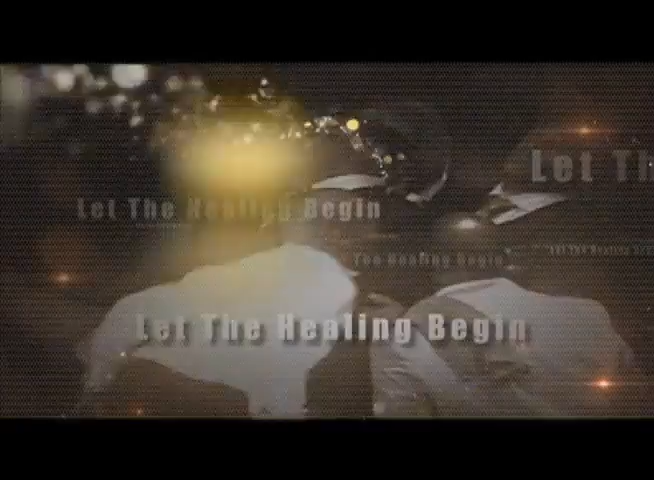 Let Th
Let The Healing Begin
The Healing Begin
Let The Healing Begin